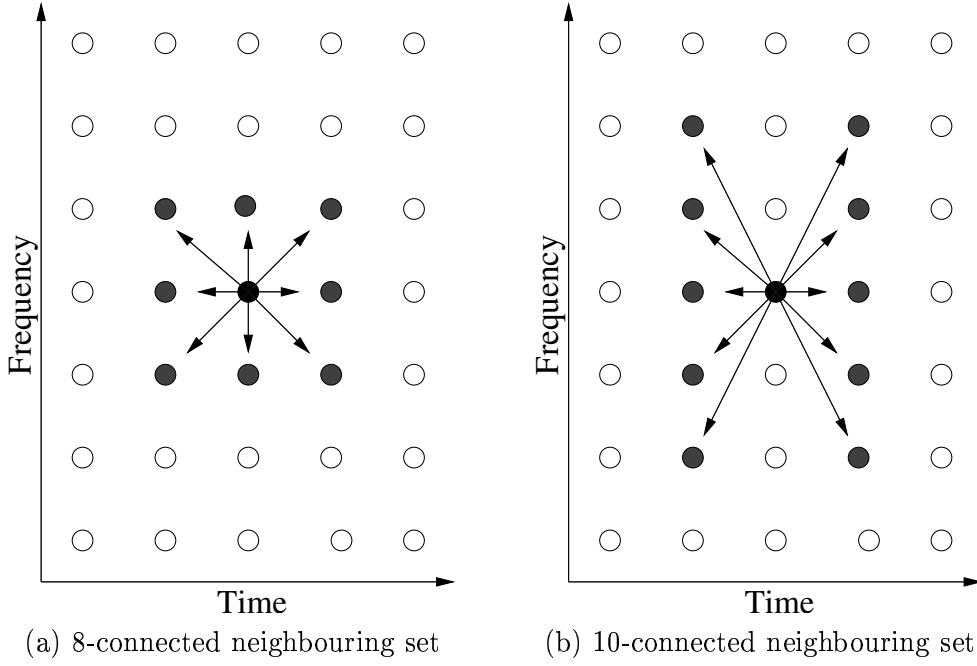 Frequency
Time
(a) 8-connected neighbouring set
Frequency
Time
(b) 10-connected neighbouring set